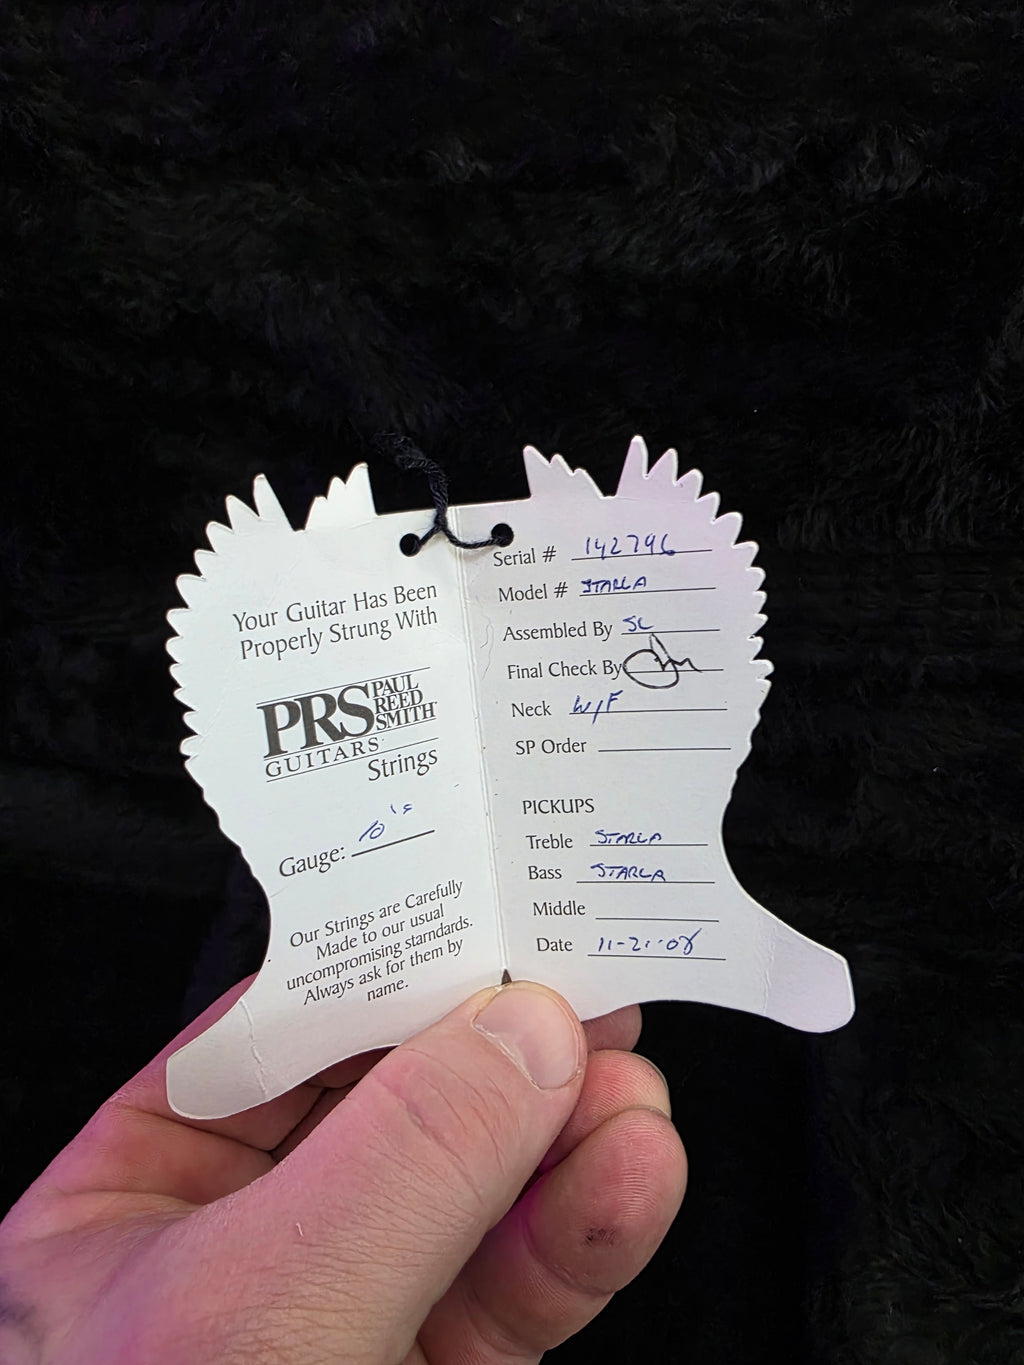 Your Guitar Has Been
Properly Strung With
PRS PAUL REED SMITH
GUITARS
Strings
Gauge: 10's
Our Strings are Carefully
Made to our usual
uncompromising starndards.
Always ask for them by
name.
Serial # 142796
Model # STARLA
Assembled By SL
Final Check By
Neck W/F
SP Order
PICKUPS
Treble STARLA
Bass STARLA
Middle
Date 11-21-08